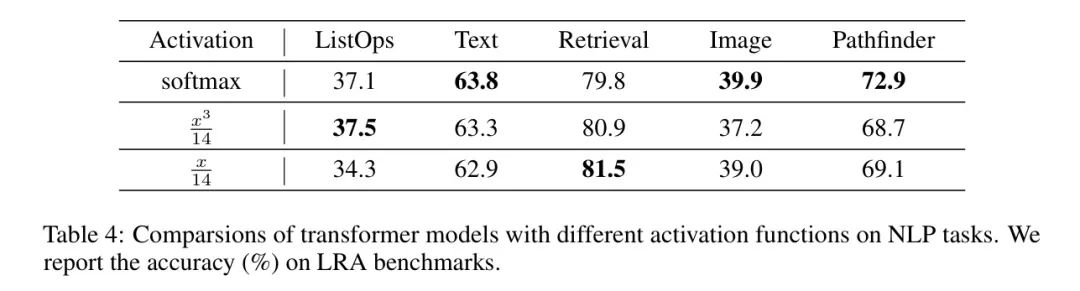 Activation ListOps Text Retrieval Image Pathfinder
softmax 37.1 63.8 79.8 39.9 72.9
x³/14 37.5 63.3 80.9 37.2 68.7
x/14 34.3 62.9 81.5 39.0 69.1
Table 4: Comparsions of transformer models with different activation functions on NLP tasks. We
report the accuracy (%) on LRA benchmarks.